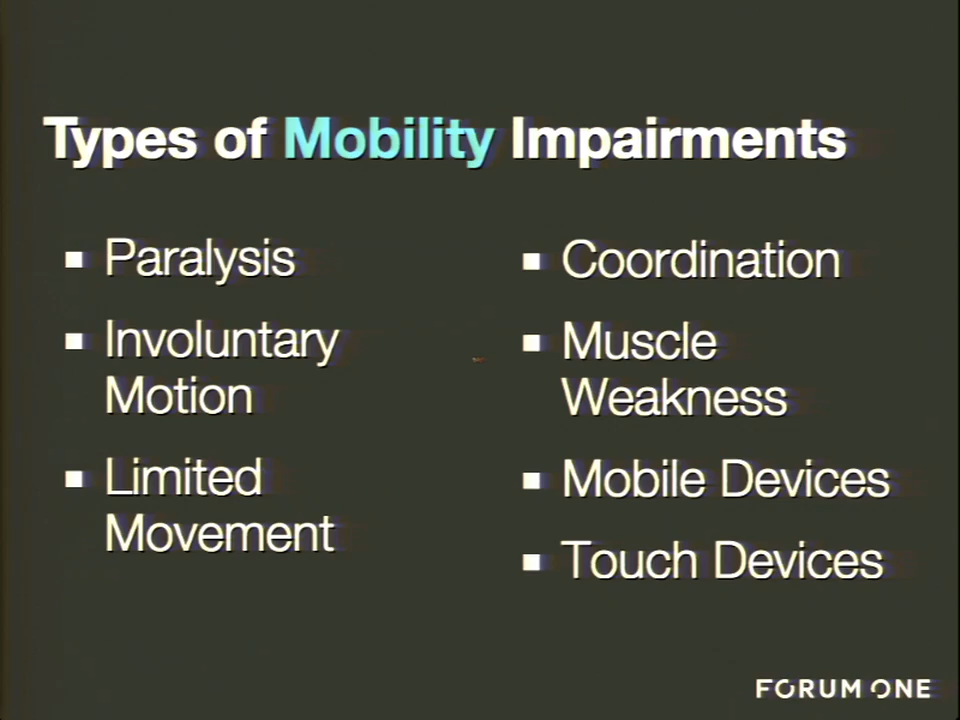 Types of Mobility Impairments
Paralysis
Involuntary
Motion
Limited
Movement
Coordination
Muscle
Weakness
Mobile Devices
Touch Devices
FORUM ONE